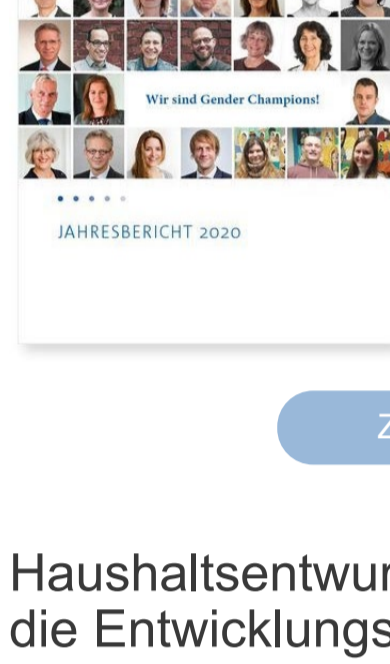 Wir sind Gender Champions!
JAHRESBERICHT 2020
Z
Haushaltsentwur
die Entwicklungs